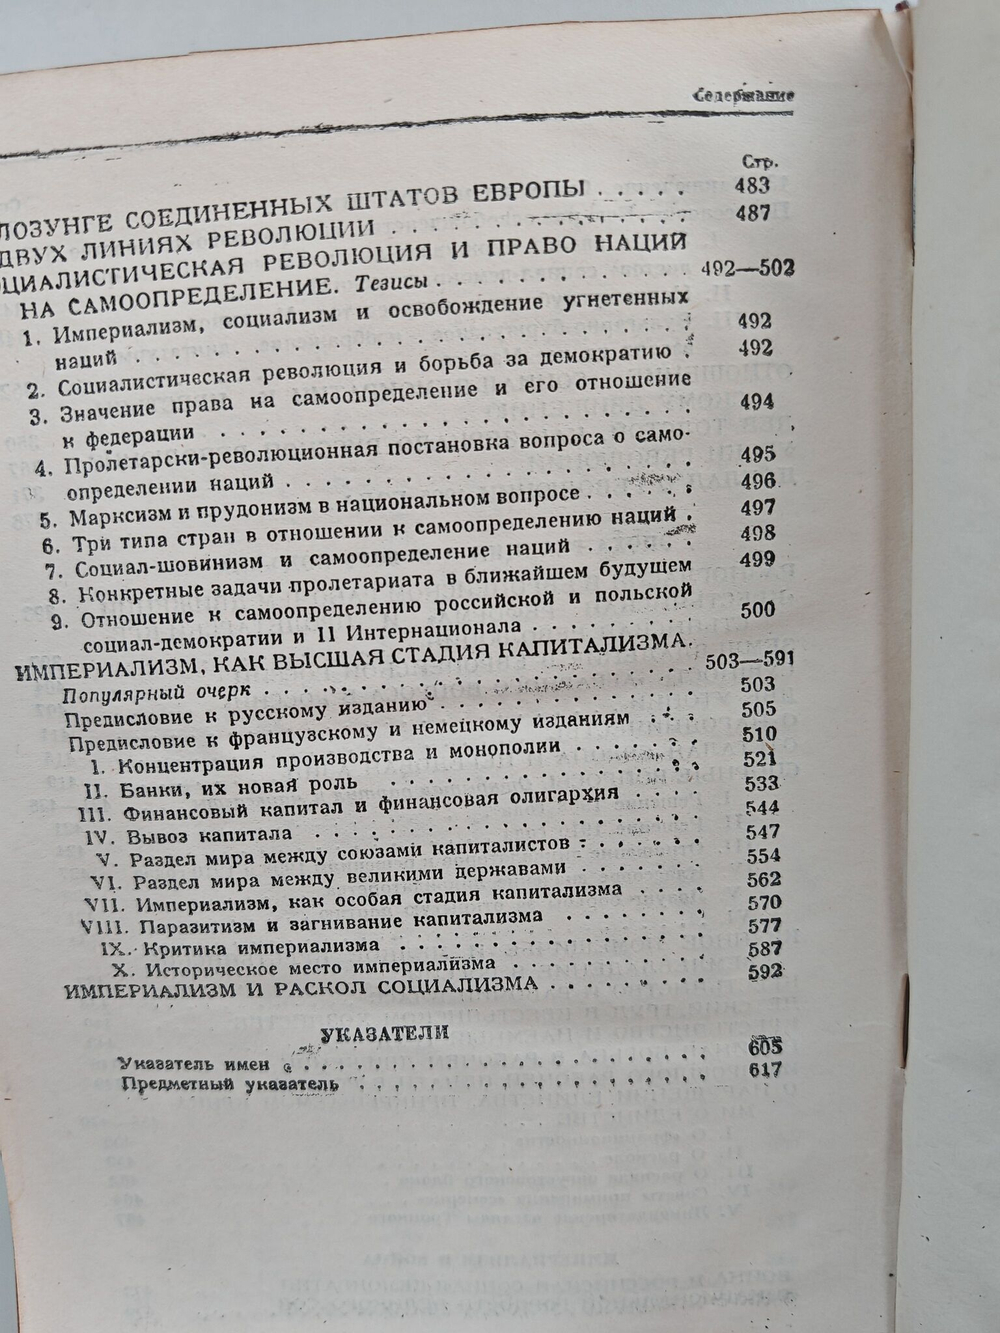 Содержание
Стр.
ЛОЗУНГЕ СОЕДИНЕННЫХ ШТАТОВ ЕВРОПЫ . . . . . 483
ДВУХ ЛИНИЯХ РЕВОЛЮЦИИ . . . . . . . . . . . . 487
ЦИАЛИСТИЧЕСКАЯ РЕВОЛЮЦИЯ И ПРАВО НАЦИЙ
НА САМООПРЕДЕЛЕНИЕ. Тезисы . . . . . . . . . . . 492—502
1. Империализм, социализм и освобождение угнетенных
наций . . . . . . . . . . . . . . . . . . . . 492
2. Социалистическая революция и борьба за демократию . 492
3. Значение права на самоопределение и его отношение
к федерации . . . . . . . . . . . . . . . . . 494
4. Пролетарски-революционная постановка вопроса о само-
определении наций . . . . . . . . . . . . . . 495
5. Марксизм и прудонизм в национальном вопросе . . . . . 496
6. Три типа стран в отношении к самоопределению наций . 497
7. Социал-шовинизм и самоопределение наций . . . . . . 498
8. Конкретные задачи пролетариата в ближайшем будущем 499
9. Отношение к самоопределению российской и польской
социал-демократии и II Интернационала . . . . . . . . 500
ИМПЕРИАЛИЗМ, КАК ВЫСШАЯ СТАДИЯ КАПИТАЛИЗМА.
Популярный очерк . . . . . . . . . . . . . . . . 503—591
Предисловие к русскому изданию . . . . . . . . . . . 503
Предисловие к французскому и немецкому изданиям . . . 505
I. Концентрация производства и монополии . . . . . . 510
II. Банки, их новая роль . . . . . . . . . . . . . 521
III. Финансовый капитал и финансовая олигархия . . . . 533
IV. Вывоз капитала . . . . . . . . . . . . . . . 544
V. Раздел мира между союзами капиталистов . . . . . . 547
VI. Раздел мира между великими державами . . . . . . 554
VII. Империализм, как особая стадия капитализма . . . . 562
VIII. Паразитизм и загнивание капитализма . . . . . . . 570
IX. Критика империализма . . . . . . . . . . . . . 577
X. Историческое место империализма . . . . . . . . . 587
ИМПЕРИАЛИЗМ И РАСКОЛ СОЦИАЛИЗМА . . . . . . . . 592
УКАЗАТЕЛИ
Указатель имен . . . . . . . . . . . . . . . . . . 605
Предметный указатель . . . . . . . . . . . . . . . 617